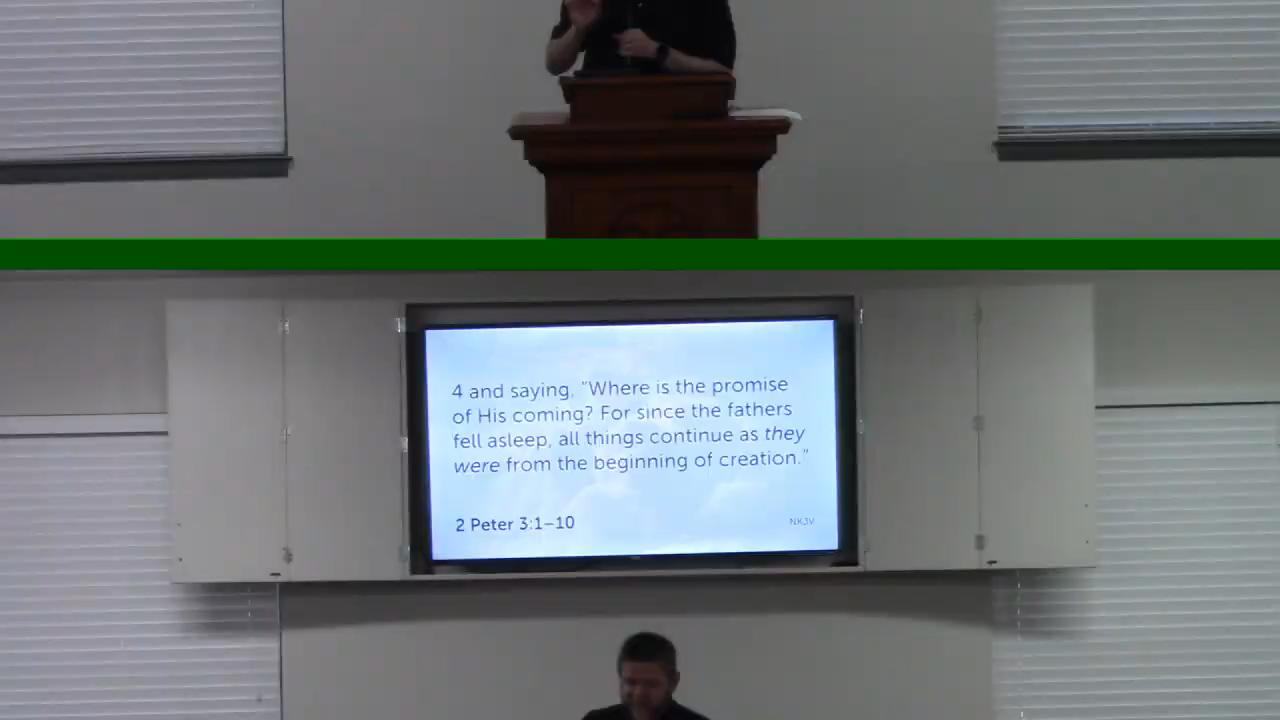 4 and saying, “Where is the promise
of His coming? For since the fathers
fell asleep, all things continue as they
were from the beginning of creation.”
2 Peter 3:1–10
NKJV